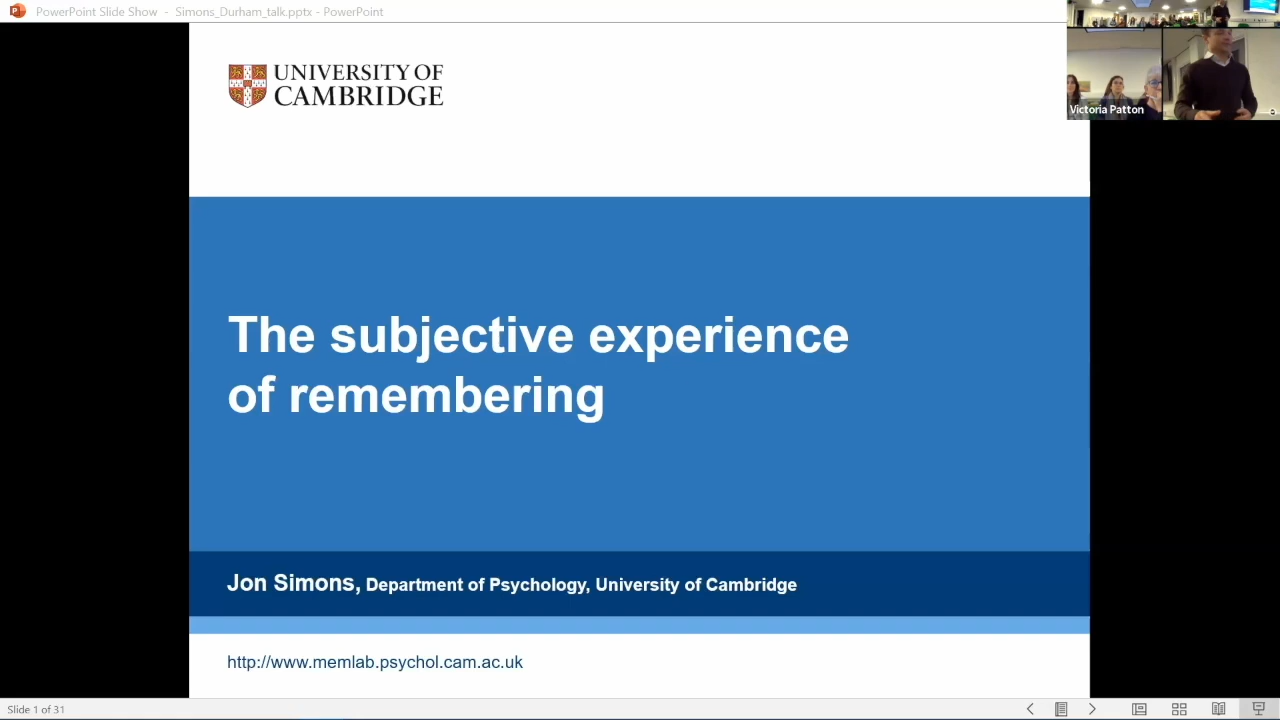 PowerPoint Slide Show - Simons_Durham_talk.pptx - PowerPoint
Victoria Patton
UNIVERSITY OF
CAMBRIDGE
The subjective experience
of remembering
Jon Simons, Department of Psychology, University of Cambridge
http://www.memlab.psychol.cam.ac.uk
Slide 1 of 31